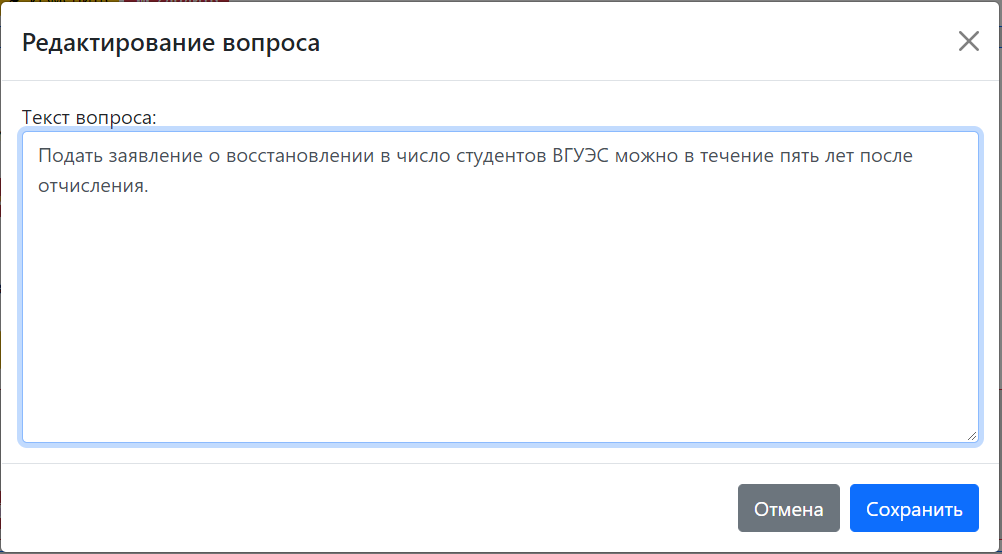 Редактирование вопроса
Текст вопроса:
Подать заявление о восстановлении в число студентов ВГУЭС можно в течение пять лет после
отчисления.
Отмена
Сохранить